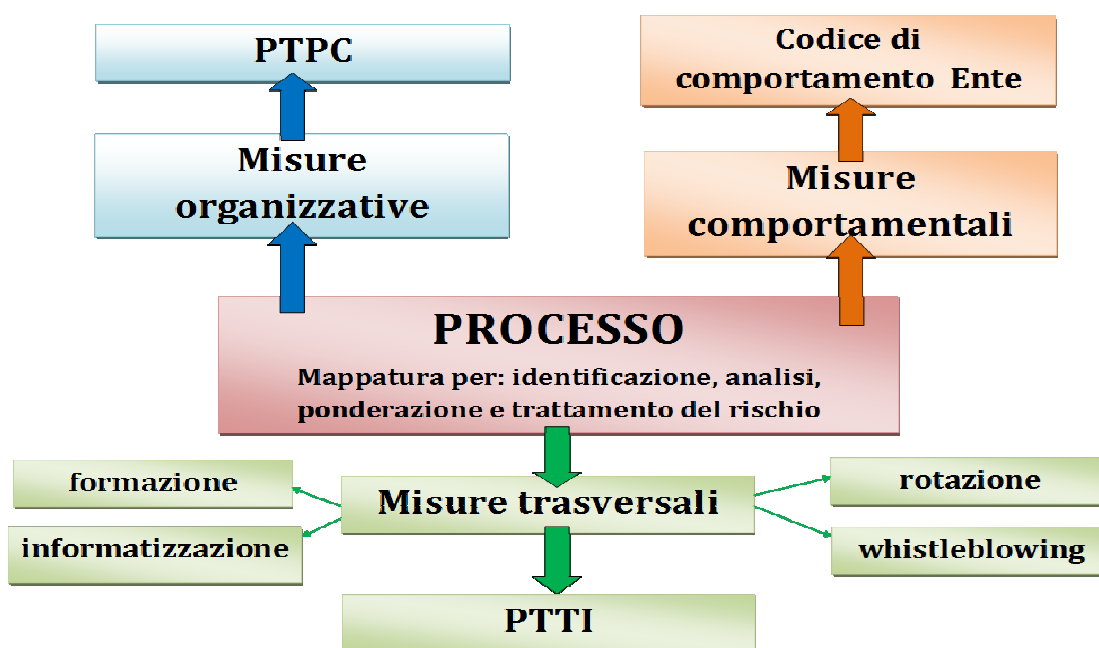 PTPC
Codice di
comportamento Ente
Misure
organizzative
Misure
comportamentali
PROCESSO
Mappatura per: identificazione, analisi,
ponderazione e trattamento del rischio
formazione
Misure trasversali
rotazione
informatizzazione
whistleblowing
PTTI